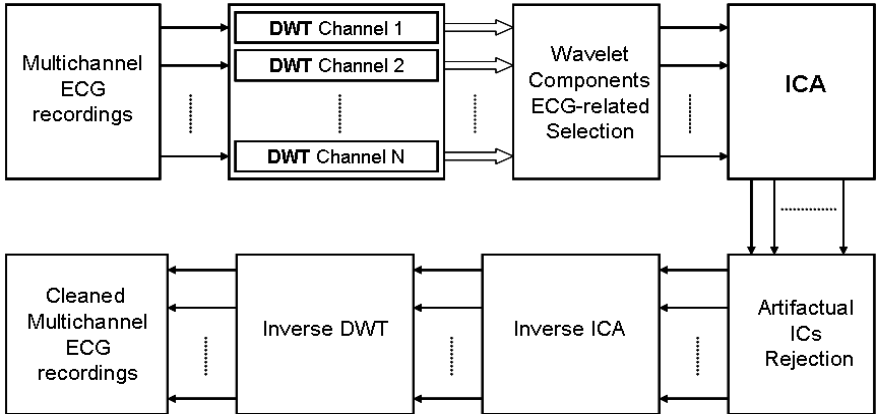 Multichannel
ECG
recordings
DWT Channel 1
DWT Channel 2
DWT Channel N
Wavelet
Components
ECG-related
Selection
ICA
Cleaned
Multichannel
ECG
recordings
Inverse DWT
Inverse ICA
Artifactual
ICs
Rejection